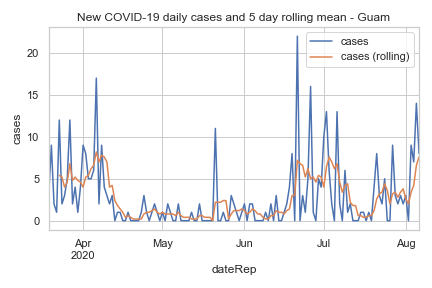 New COVID-19 daily cases and 5 day rolling mean - Guam
cases
cases (rolling)
cases
20
15
10
5
0
Apr
2020
May
Jun
Jul
Aug
dateRep